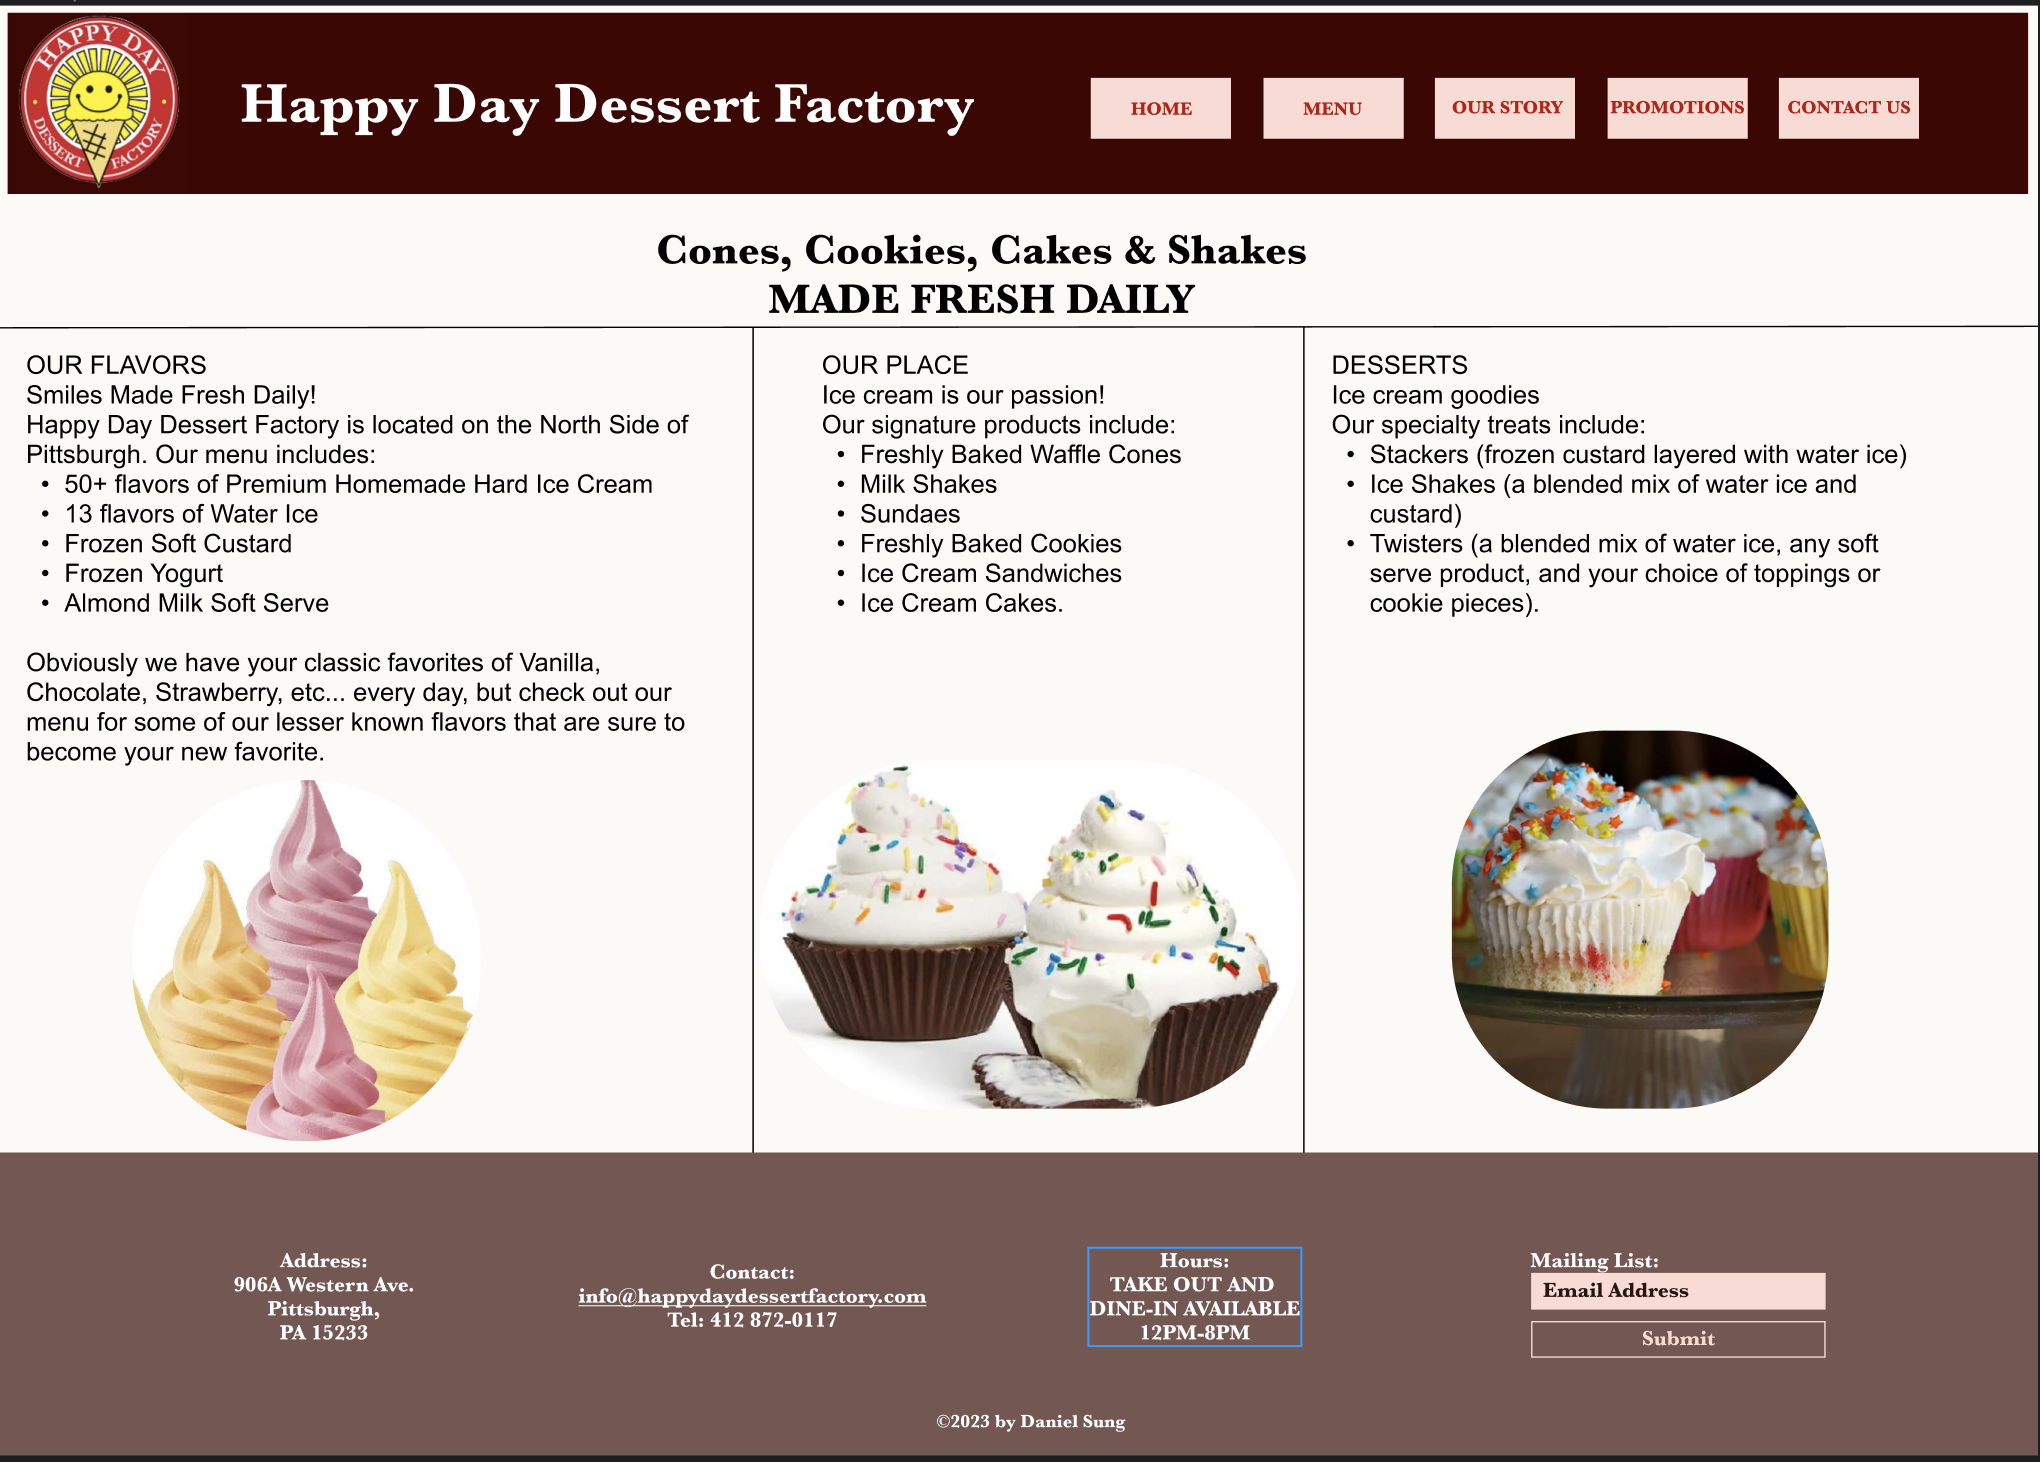 HAPPY DAY
DESSERT FACTORY
Happy Day Dessert Factory
HOME
MENU
OUR STORY
PROMOTIONS
CONTACT US
Cones, Cookies, Cakes & Shakes
MADE FRESH DAILY
OUR FLAVORS
Smiles Made Fresh Daily!
Happy Day Dessert Factory is located on the North Side of
Pittsburgh. Our menu includes:
• 50+ flavors of Premium Homemade Hard Ice Cream
• 13 flavors of Water Ice
• Frozen Soft Custard
• Frozen Yogurt
• Almond Milk Soft Serve
Obviously we have your classic favorites of Vanilla,
Chocolate, Strawberry, etc... every day, but check out our
menu for some of our lesser known flavors that are sure to
become your new favorite.
OUR PLACE
Ice cream is our passion!
Our signature products include:
• Freshly Baked Waffle Cones
• Milk Shakes
• Sundaes
• Freshly Baked Cookies
• Ice Cream Sandwiches
• Ice Cream Cakes.
DESSERTS
Ice cream goodies
Our specialty treats include:
• Stackers (frozen custard layered with water ice)
• Ice Shakes (a blended mix of water ice and
custard)
• Twisters (a blended mix of water ice, any soft
serve product, and your choice of toppings or
cookie pieces).
Address:
906A Western Ave.
Pittsburgh,
PA 15233
Contact:
info@happydaydessertfactory.com
Tel: 412 872-0117
Hours:
TAKE OUT AND
DINE-IN AVAILABLE
12PM-8PM
Mailing List:
Email Address
Submit
©2023 by Daniel Sung